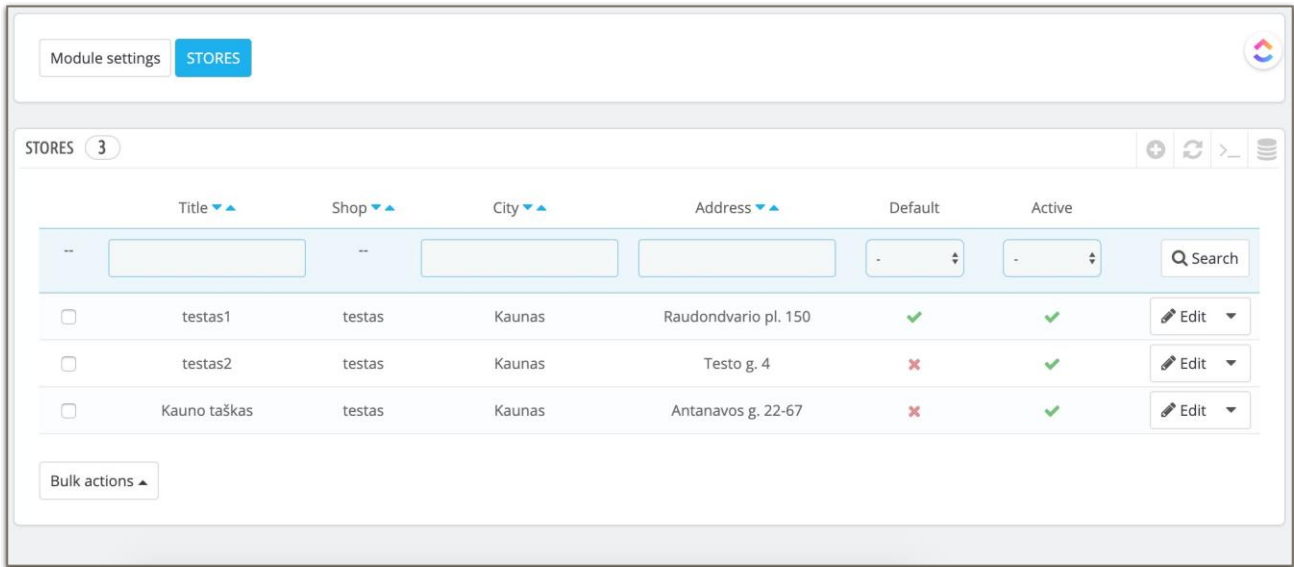 Module settings STORES
STORES 3
Title Shop City Address Default Active
-- -- - - Search
testas1 testas Kaunas Raudondvario pl. 150 Edit
testas2 testas Kaunas Testo g. 4 Edit
Kauno taškas testas Kaunas Antanavos g. 22-67 Edit
Bulk actions